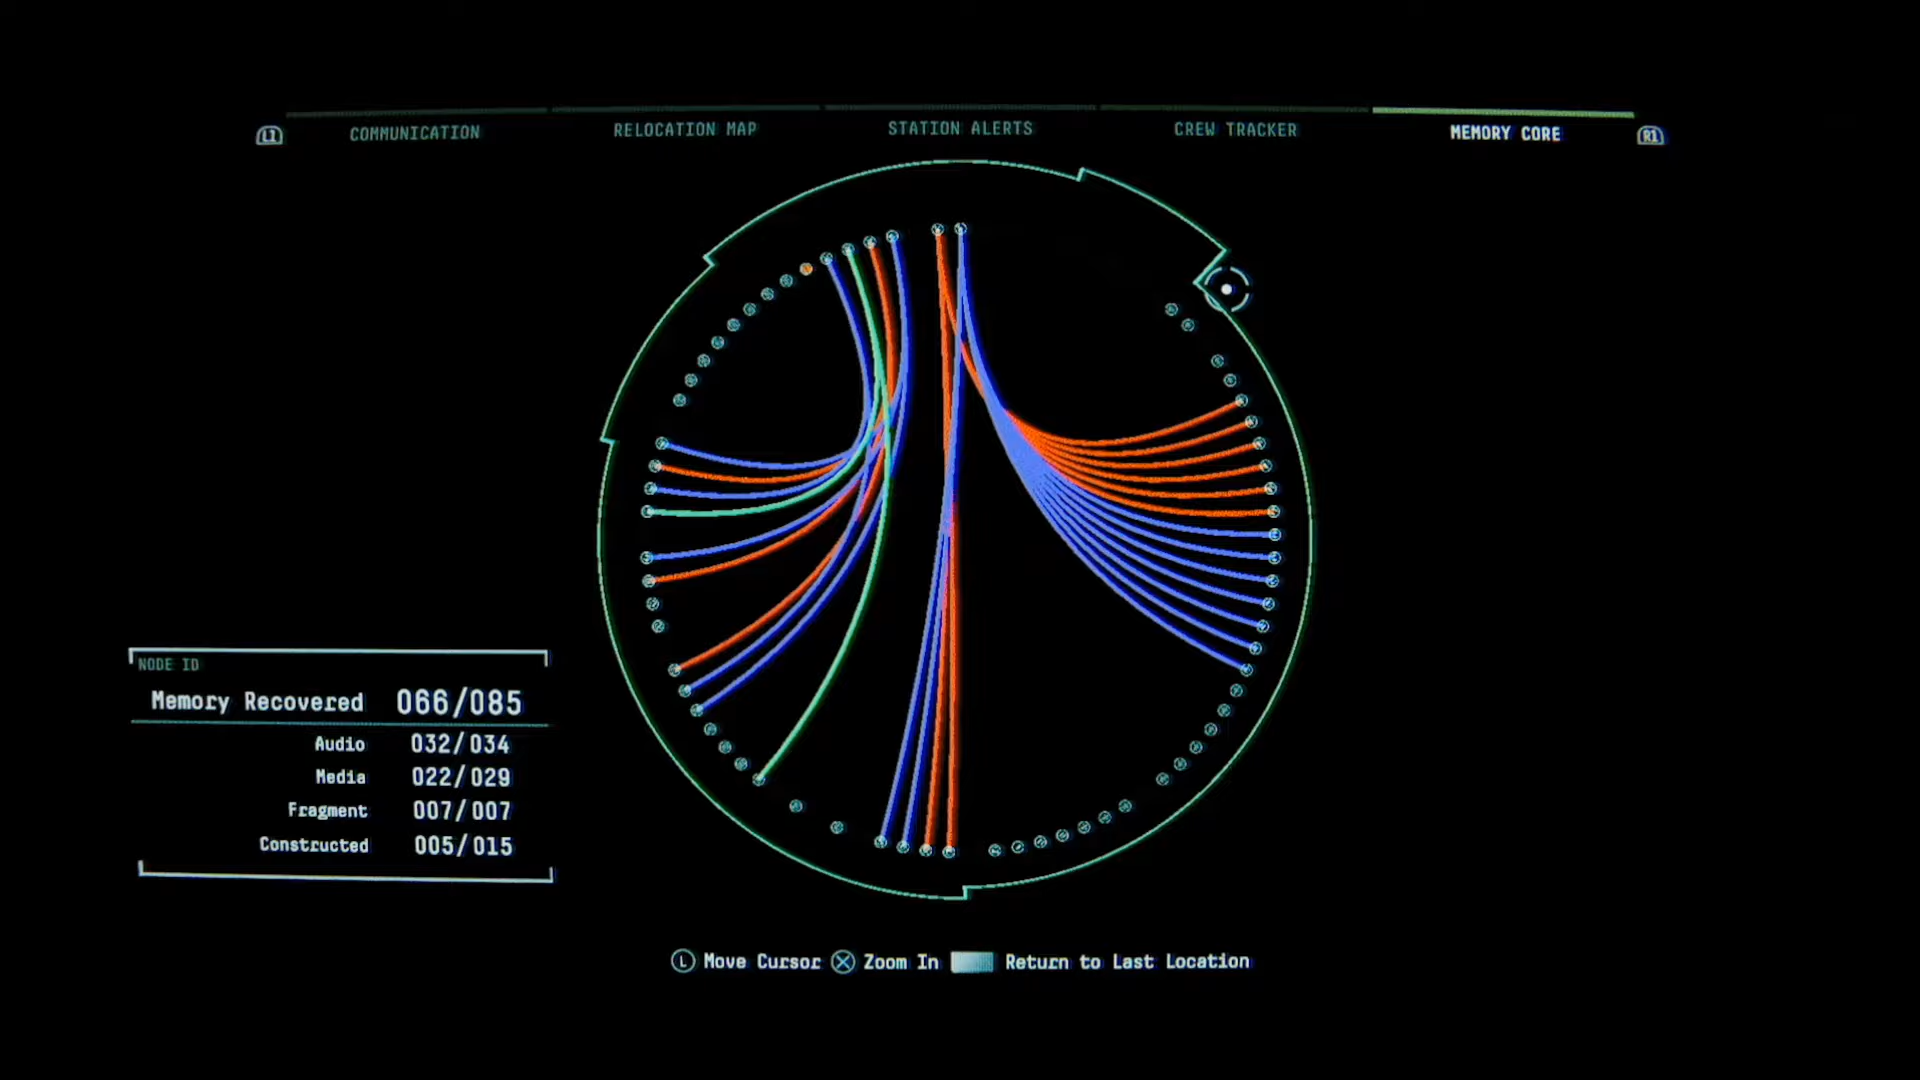 L1 COMMUNICATION RELOCATION MAP STATION ALERTS CREW TRACKER MEMORY CORE R1
NODE ID
Memory Recovered 066/085
Audio 032/034
Media 022/029
Fragment 007/007
Constructed 005/015
L Move Cursor Zoom In Return to Last Location